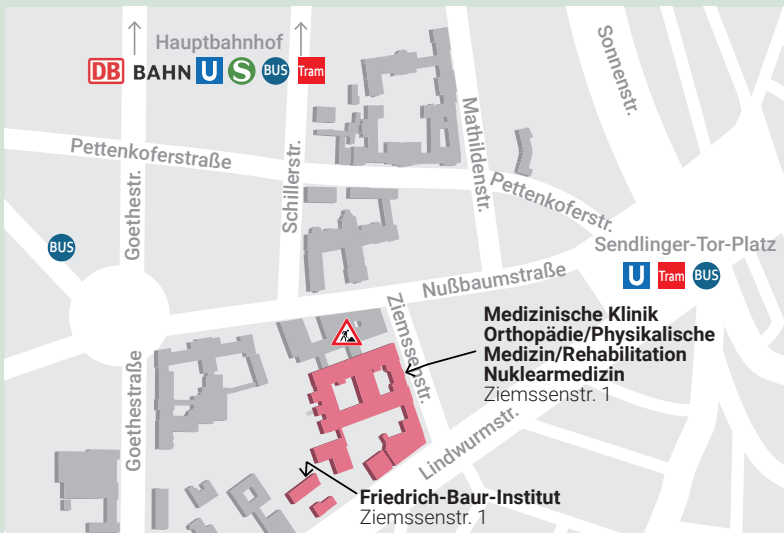 Hauptbahnhof
DB BAHN U S BUS Tram
Sonnenstr.
Mathildenstr.
Pettenkoferstraße
Goethestr.
Schillerstr.
Pettenkoferstr.
BUS
Sendlinger-Tor-Platz
U Tram BUS
Nußbaumstraße
Ziemssenstr.
Medizinische Klinik
Orthopädie/Physikalische
Medizin/Rehabilitation
Nuklearmedizin
Ziemssenstr. 1
Goethestraße
Lindwurmstr.
Friedrich-Baur-Institut
Ziemssenstr. 1